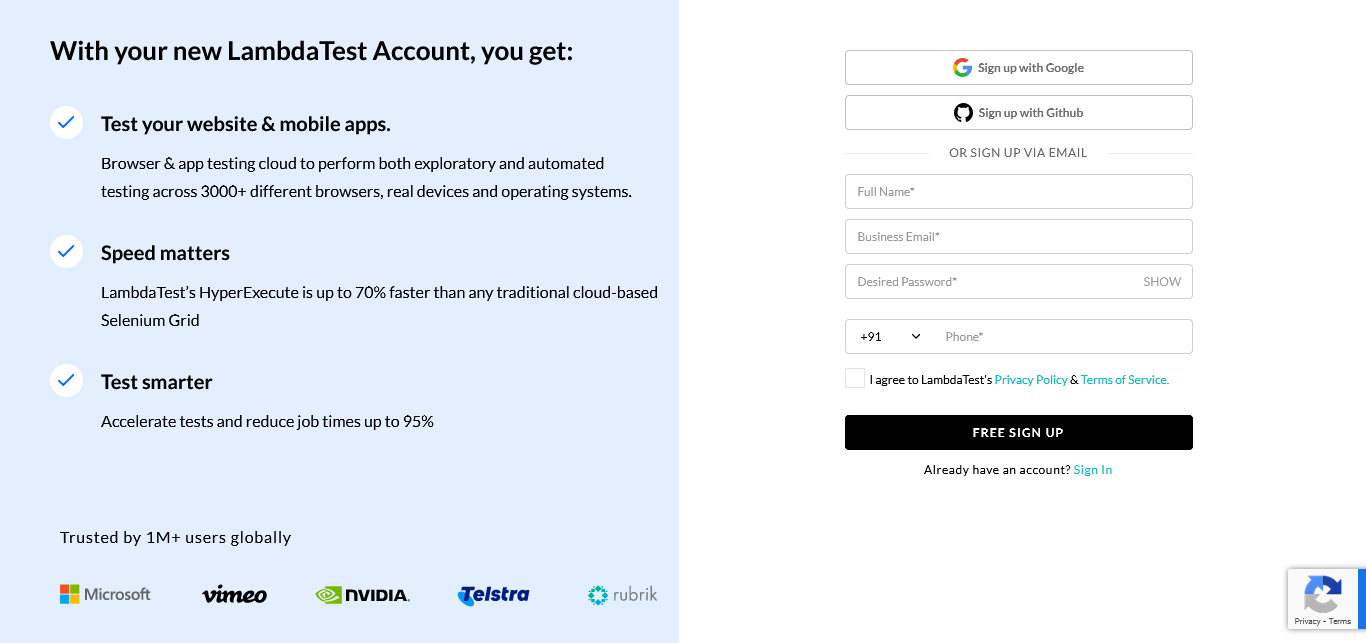 With your new LambdaTest Account, you get:
Test your website & mobile apps.
Browser & app testing cloud to perform both exploratory and automated
testing across 3000+ different browsers, real devices and operating systems.
Speed matters
LambdaTest’s HyperExecute is up to 70% faster than any traditional cloud-based
Selenium Grid
Test smarter
Accelerate tests and reduce job times up to 95%
Trusted by 1M+ users globally
Microsoft
vimeo
NVIDIA.
Telstra
rubrik
Sign up with Google
Sign up with Github
OR SIGN UP VIA EMAIL
Full Name*
Business Email*
Desired Password* SHOW
+91 Phone*
I agree to LambdaTest's Privacy Policy & Terms of Service.
FREE SIGN UP
Already have an account? Sign In
Privacy - Terms